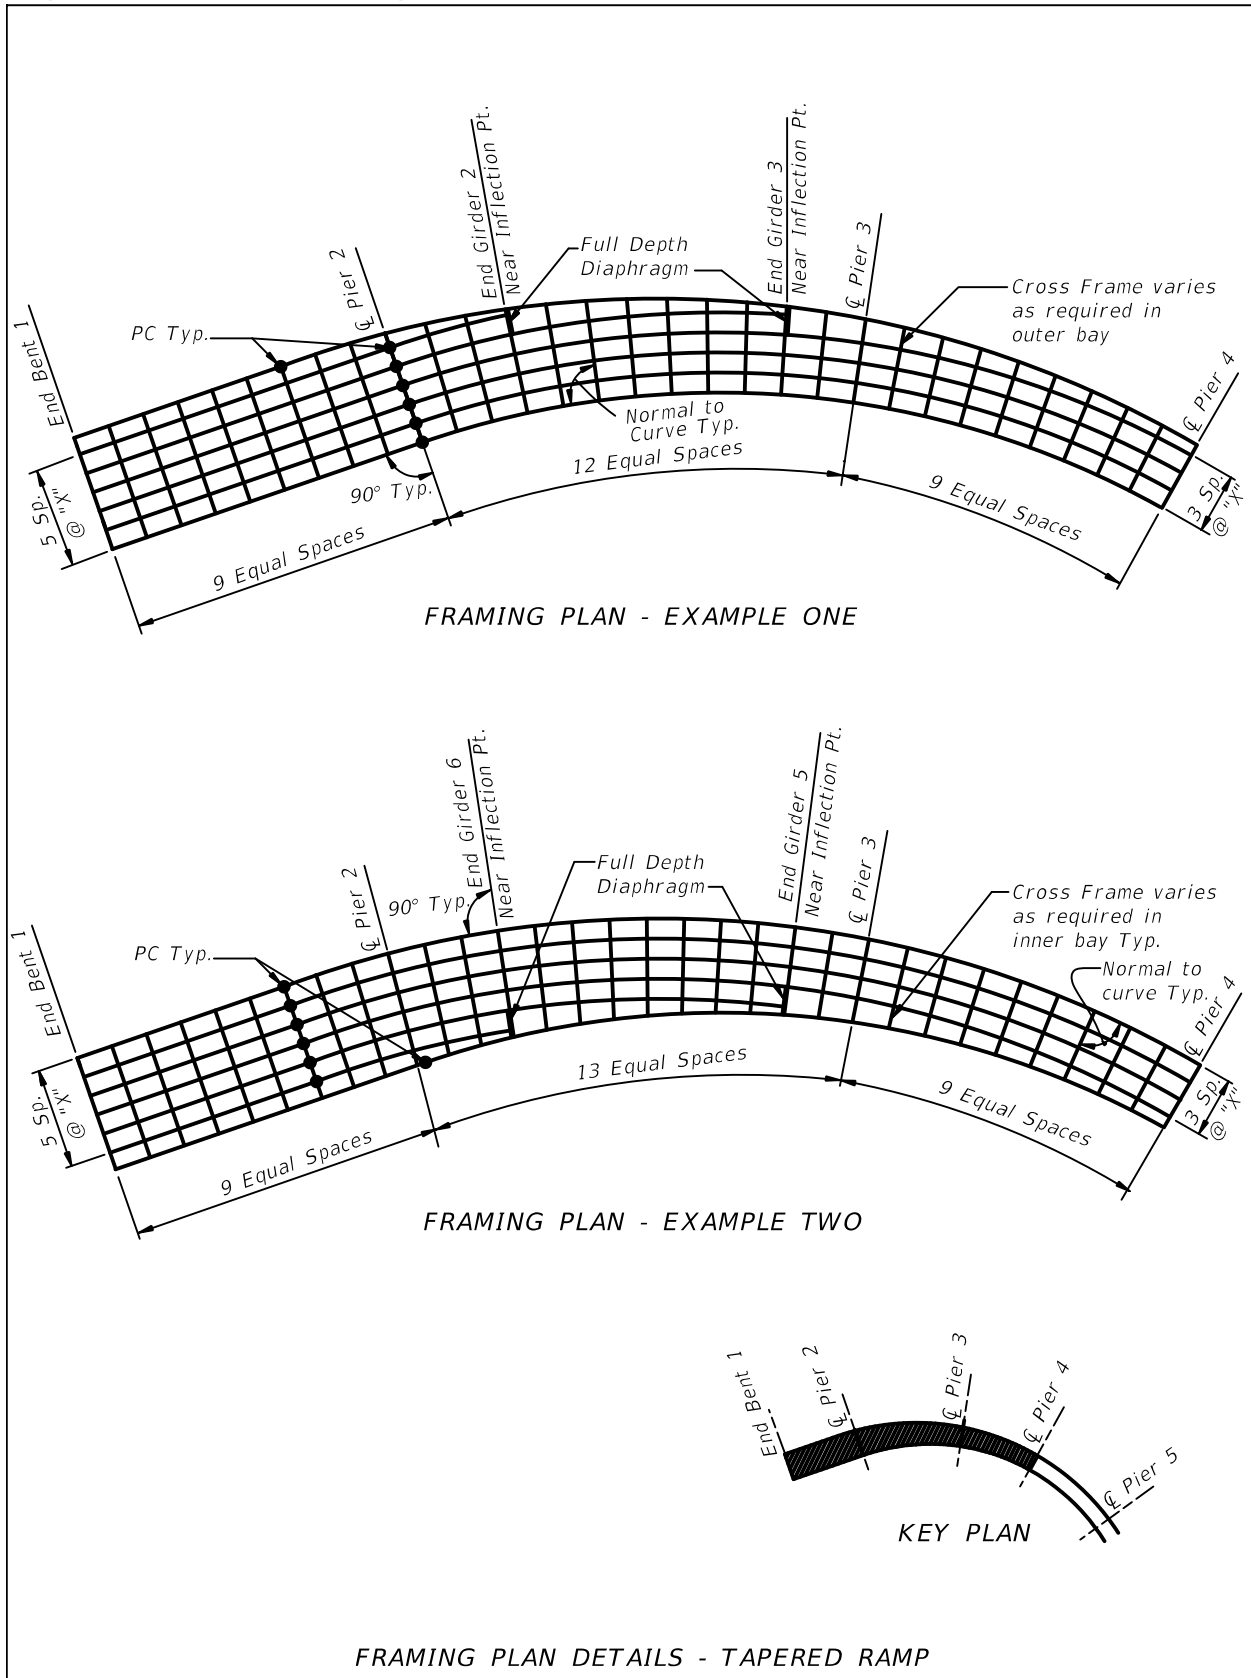 End Bent 1
PC Typ.
℄ Pier 2
End Girder 2
Near Inflection Pt.
Full Depth
Diaphragm
End Girder 3
Near Inflection Pt.
℄ Pier 3
Cross Frame varies
as required in
outer bay
℄ Pier 4
5 Sp.
@ "X"
90° Typ.
Normal to
Curve Typ.
9 Equal Spaces
12 Equal Spaces
9 Equal Spaces
3 Sp.
@ "X"
FRAMING PLAN - EXAMPLE ONE
End Bent 1
PC Typ.
℄ Pier 2
90° Typ.
End Girder 6
Near Inflection Pt.
Full Depth
Diaphragm
End Girder 5
Near Inflection Pt.
℄ Pier 3
Cross Frame varies
as required in
inner bay Typ.
Normal to
curve Typ.
℄ Pier 4
5 Sp.
@ "X"
9 Equal Spaces
13 Equal Spaces
9 Equal Spaces
3 Sp.
@ "X"
FRAMING PLAN - EXAMPLE TWO
End Bent 1
℄ Pier 2
℄ Pier 3
℄ Pier 4
℄ Pier 5
KEY PLAN
FRAMING PLAN DETAILS - TAPERED RAMP